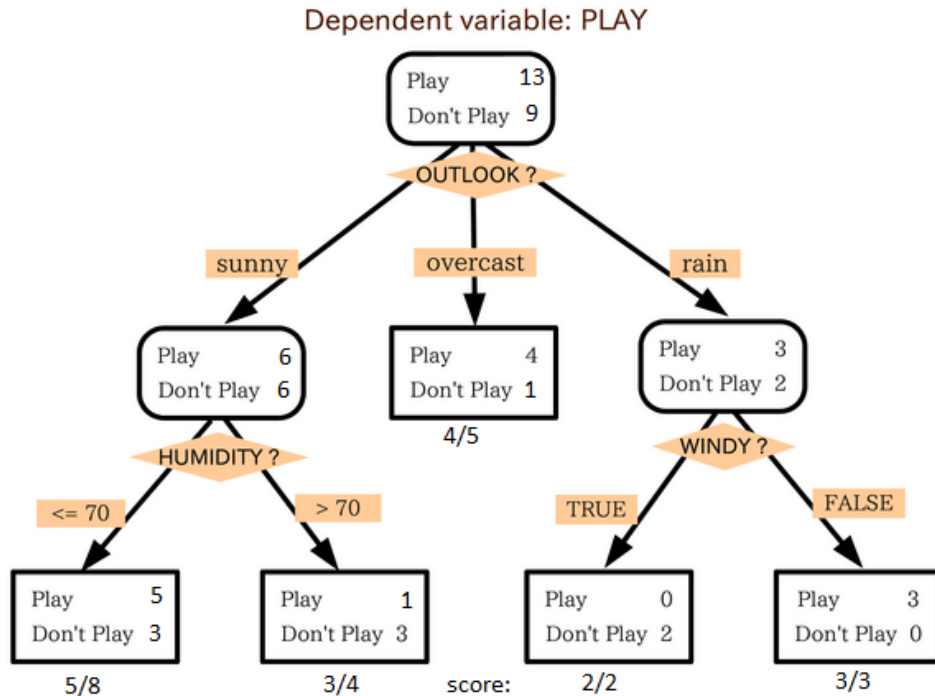 Dependent variable: PLAY
Play 13
Don't Play 9
OUTLOOK ?
sunny
overcast
rain
Play 6
Don't Play 6
Play 4
Don't Play 1
4/5
Play 3
Don't Play 2
HUMIDITY ?
WINDY ?
<= 70
> 70
TRUE
FALSE
Play 5
Don't Play 3
5/8
Play 1
Don't Play 3
3/4
score:
Play 0
Don't Play 2
2/2
Play 3
Don't Play 0
3/3